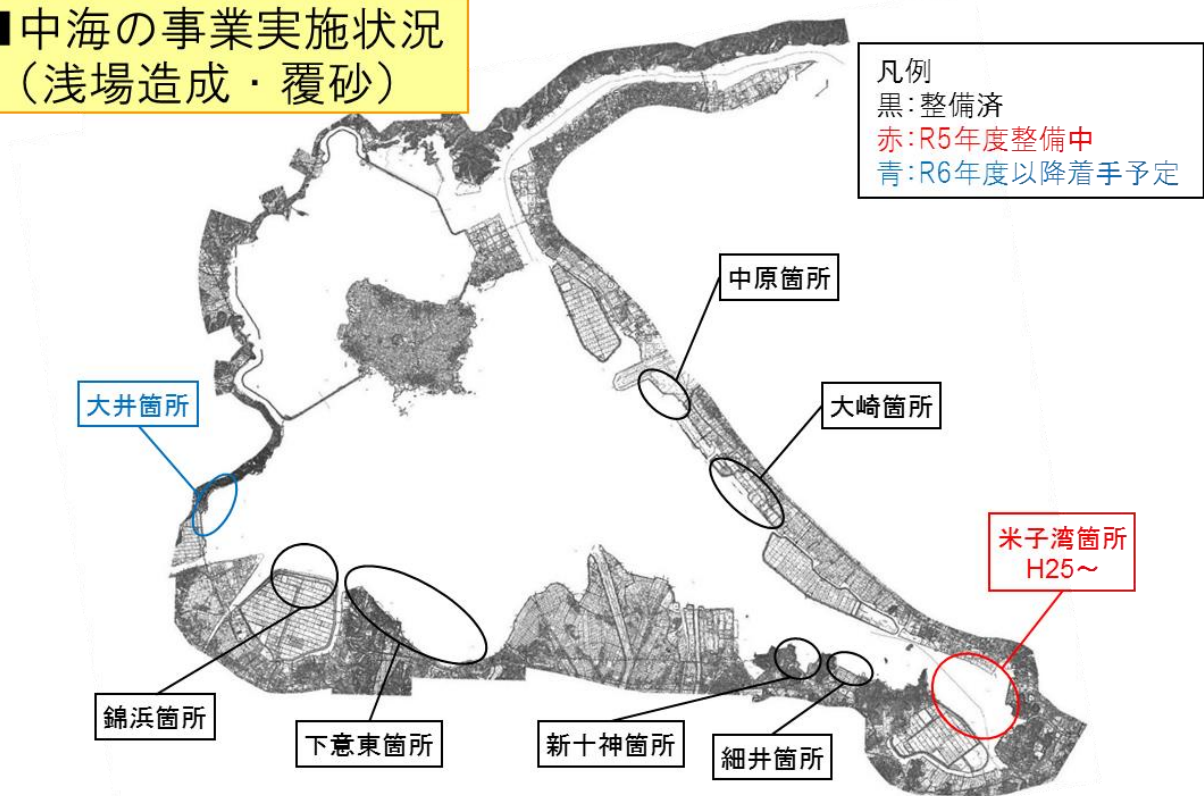 ■中海の事業実施状況
（浅場造成・覆砂）
凡例
黒:整備済
赤:R5年度整備中
青:R6年度以降着手予定
中原箇所
大井箇所
大崎箇所
米子湾箇所
H25～
錦浜箇所
下意東箇所
新十神箇所
細井箇所